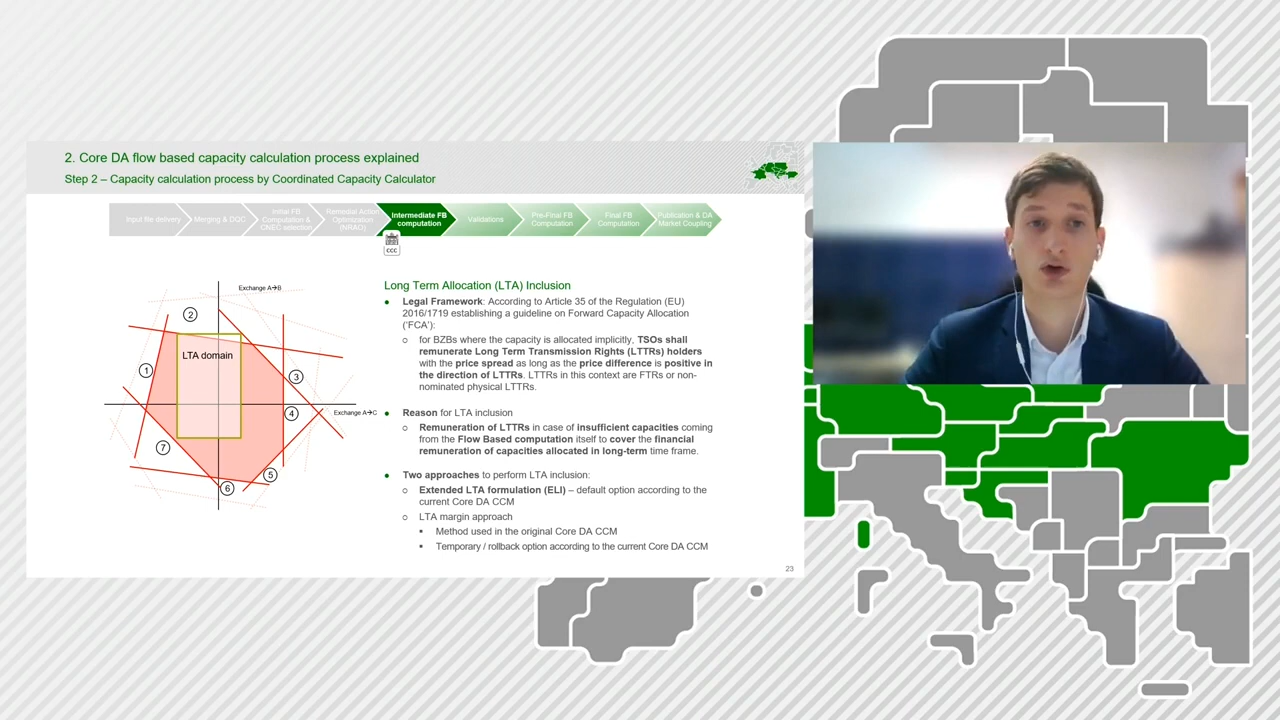 2. Core DA flow based capacity calculation process explained
Step 2 – Capacity calculation process by Coordinated Capacity Calculator
Input file delivery
Merging & DQC
Initial FB
Computation &
CNEC selection
Remedial Action
Optimization
(NRAO)
Intermediate FB
computation
Validations
Pre-Final FB
Computation
Final FB
Computation
Publication & DA
Market Coupling
CCC
Exchange A→B
2
LTA domain
1
3
4
Exchange A→C
7
5
6
Long Term Allocation (LTA) Inclusion
● Legal Framework: According to Article 35 of the Regulation (EU)
2016/1719 establishing a guideline on Forward Capacity Allocation
('FCA'):
o for BZBs where the capacity is allocated implicitly, TSOs shall
remunerate Long Term Transmission Rights (LTTRs) holders
with the price spread as long as the price difference is positive in
the direction of LTTRs. LTTRs in this context are FTRs or non-
nominated physical LTTRs.
● Reason for LTA inclusion
o Remuneration of LTTRs in case of insufficient capacities coming
from the Flow Based computation itself to cover the financial
remuneration of capacities allocated in long-term time frame.
● Two approaches to perform LTA inclusion:
o Extended LTA formulation (ELI) – default option according to the
current Core DA CCM
o LTA margin approach
▪ Method used in the original Core DA CCM
▪ Temporary / rollback option according to the current Core DA CCM
23